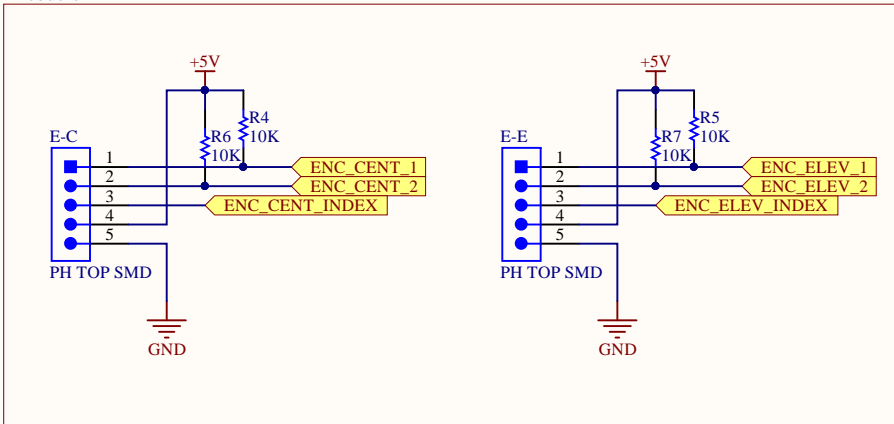 +5V
R4
10K
R6
10K
E-C
1
2
3
4
5
ENC_CENT_1
ENC_CENT_2
ENC_CENT_INDEX
PH TOP SMD
GND
+5V
R5
10K
R7
10K
E-E
1
2
3
4
5
ENC_ELEV_1
ENC_ELEV_2
ENC_ELEV_INDEX
PH TOP SMD
GND